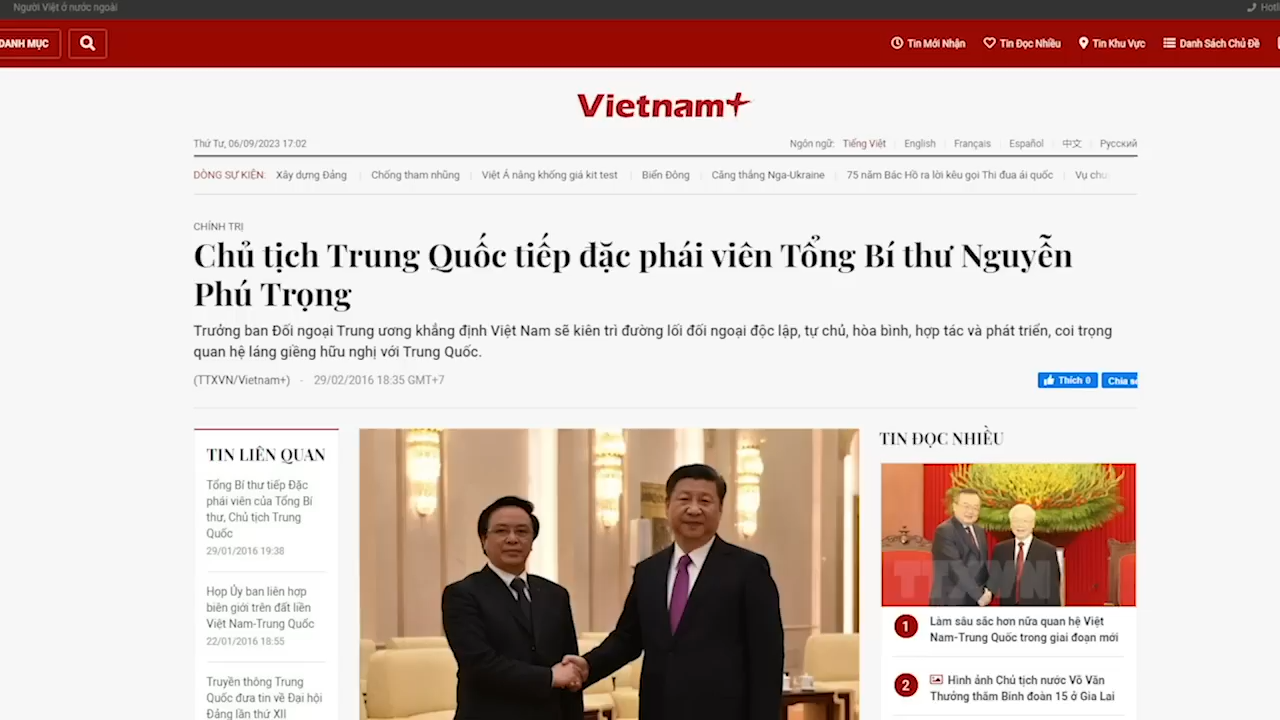 Người Việt ở nước ngoài
DANH MỤC
Tin Mới Nhận
Tin Đọc Nhiều
Tin Khu Vực
Danh Sách Chủ Đề
Vietnam+
Thứ Tư, 06/09/2023 17:02
Ngôn ngữ: Tiếng Việt English Français Español 中文 Русский
DÒNG SỰ KIỆN: Xây dựng Đảng Chống tham nhũng Việt Á nâng khống giá kit test Biển Đông Căng thẳng Nga-Ukraine 75 năm Bác Hồ ra lời kêu gọi Thi đua ái quốc Vụ
CHÍNH TRỊ
Chủ tịch Trung Quốc tiếp đặc phái viên Tổng Bí thư Nguyễn
Phú Trọng
Trưởng ban Đối ngoại Trung ương khẳng định Việt Nam sẽ kiên trì đường lối đối ngoại độc lập, tự chủ, hòa bình, hợp tác và phát triển, coi trọng
quan hệ láng giềng hữu nghị với Trung Quốc.
(TTXVN/Vietnam+) - 29/02/2016 18:35 GMT+7
Thích 0
Chia
TIN LIÊN QUAN
Tổng Bí thư tiếp Đặc
phái viên của Tổng Bí
thư, Chủ tịch Trung
Quốc
29/01/2016 19:38
Họp Ủy ban liên hợp
biên giới trên đất liền
Việt Nam-Trung Quốc
22/01/2016 18:55
Truyền thông Trung
Quốc đưa tin về Đại hội
Đảng lần thứ XII
TIN ĐỌC NHIỀU
TTXVN
1
Làm sâu sắc hơn nữa quan hệ Việt
Nam-Trung Quốc trong giai đoạn mới
2
Hình ảnh Chủ tịch nước Võ Văn
Thưởng thăm Binh đoàn 15 ở Gia Lai